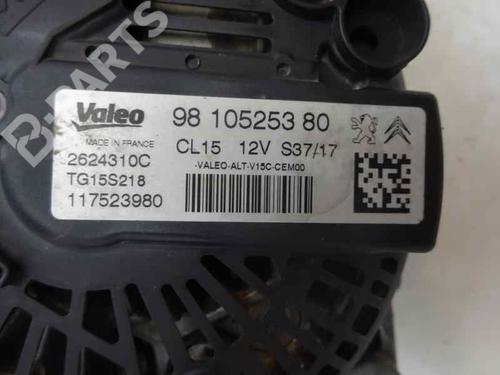 Valeo
98 105253 80
MADE IN FRANCE
CL15 12V S37/17
2624310C
-VALEO-ALT-V15C-CEM00
TG15S218
117523980
B-PARTS